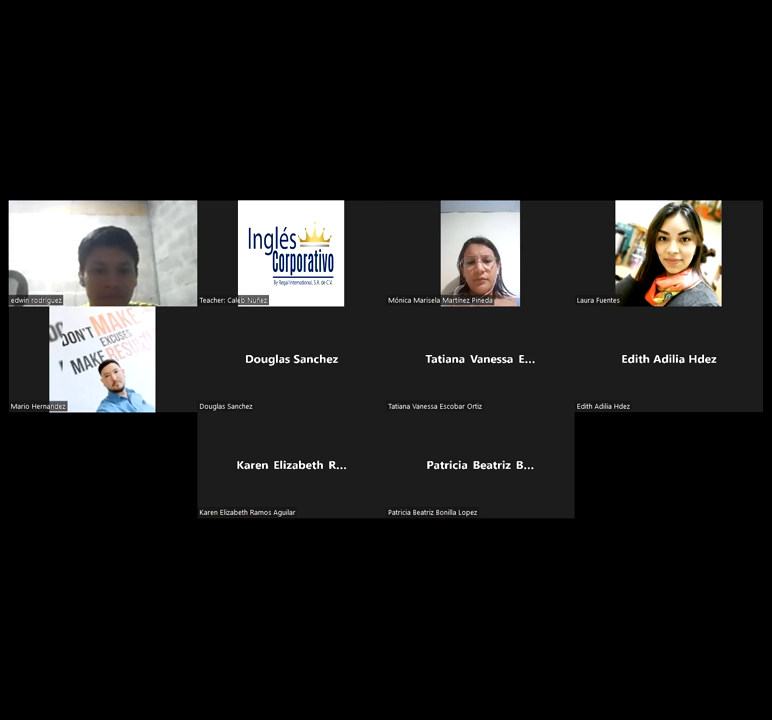 Inglés
Corporativo
By Regal International, S.A. de C.V.
edwin rodriguez
Teacher: Caleb Nuñez
Mónica Marisela Martínez Pineda
Laura Fuentes
DON'T MAKE
EXCUSES
MAKE RESULT
Mario Hernandez
Douglas Sanchez
Douglas Sanchez
Tatiana Vanessa E...
Tatiana Vanessa Escobar Ortiz
Edith Adilia Hdez
Edith Adilia Hdez
Karen Elizabeth R...
Karen Elizabeth Ramos Aguilar
Patricia Beatriz B...
Patricia Beatriz Bonilla Lopez